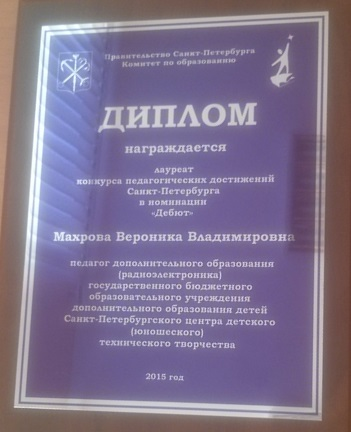 Правительство Санкт-Петербурга
Комитет по образованию
ДИПЛОМ
награждается
лауреат
конкурса педагогических достижений
Санкт-Петербурга
в номинации
«Дебют»
Махрова Вероника Владимировна
педагог дополнительного образования
(радиоэлектроника)
государственного бюджетного
образовательного учреждения
дополнительного образования детей
Санкт-Петербургского центра детского
(юношеского)
технического творчества
2015 год